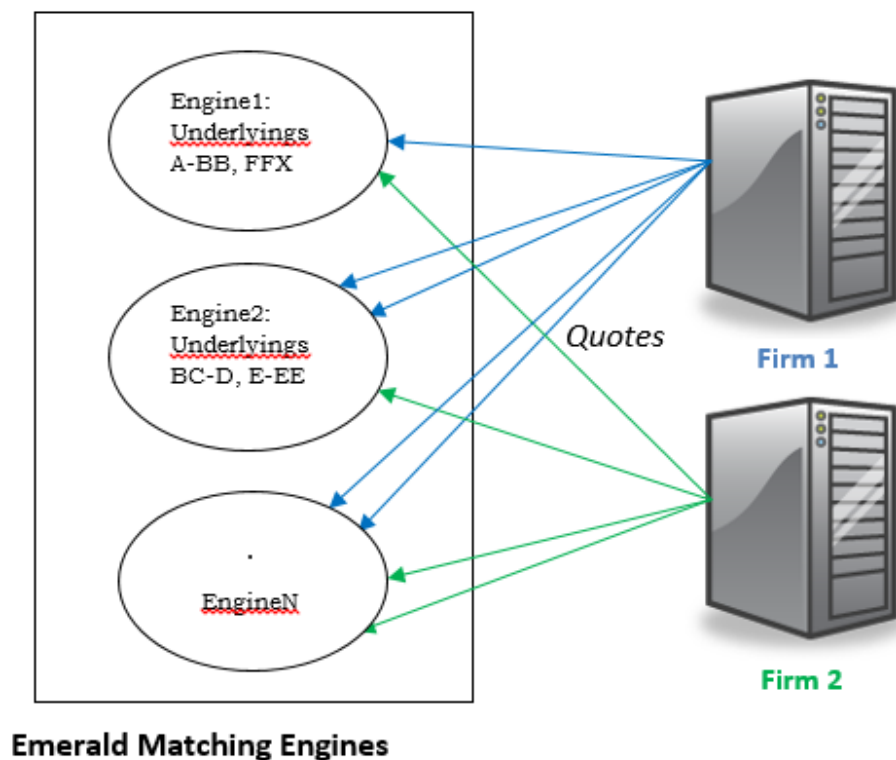 Engine1:
Underlyings
A-BB, FFX
Engine2:
Underlyings
BC-D, E-EE
.
EngineN
Quotes
Firm 1
Firm 2
Emerald Matching Engines